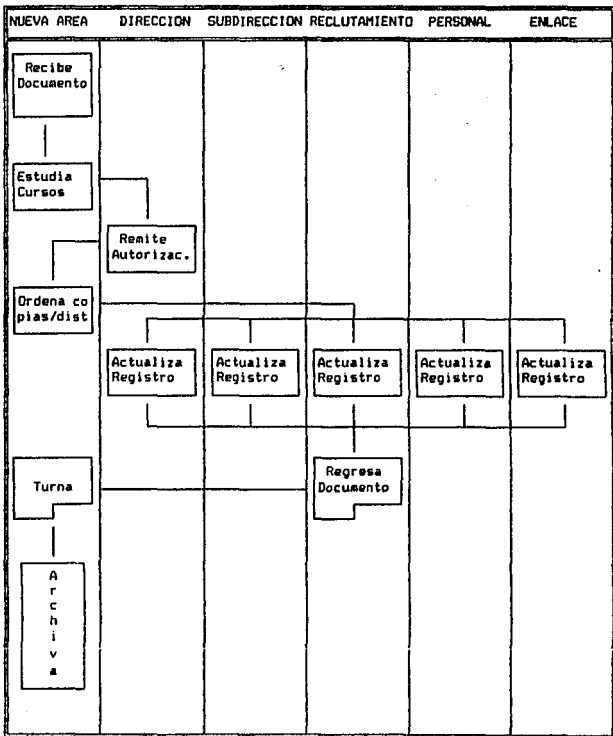 NUEVA AREA DIRECCION SUBDIRECCION RECLUTAMIENTO PERSONAL ENLACE
Recibe
Documento
Estudia
Cursos
Remite
Autorizac.
Ordena co
pias/dist
Actualiza Actualiza Actualiza Actualiza Actualiza
Registro Registro Registro Registro Registro
Regresa
Documento
Turna
A
r
c
h
i
v
a